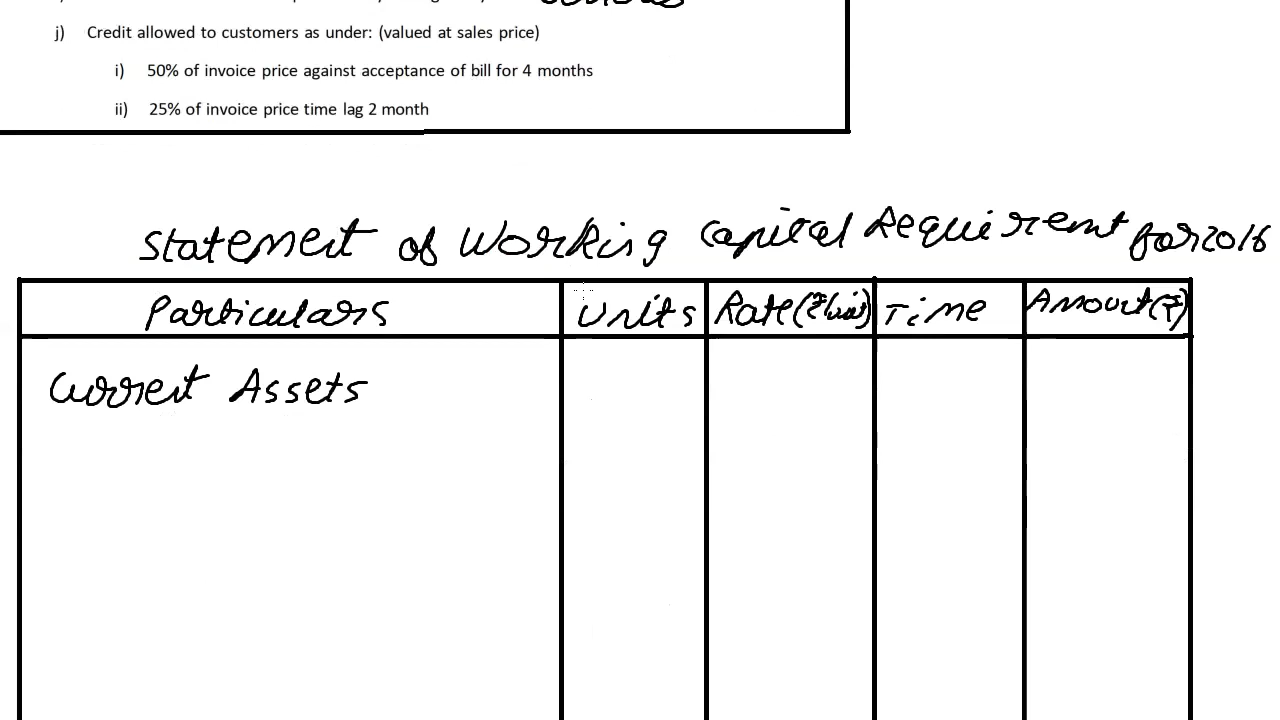 j) Credit allowed to customers as under: (valued at sales price)
i) 50% of invoice price against acceptance of bill for 4 months
ii) 25% of invoice price time lag 2 month
Statement of Working Capital Requirement for 2016
Particulars Units Rate(₹/unit) Time Amount(₹)
Current Assets